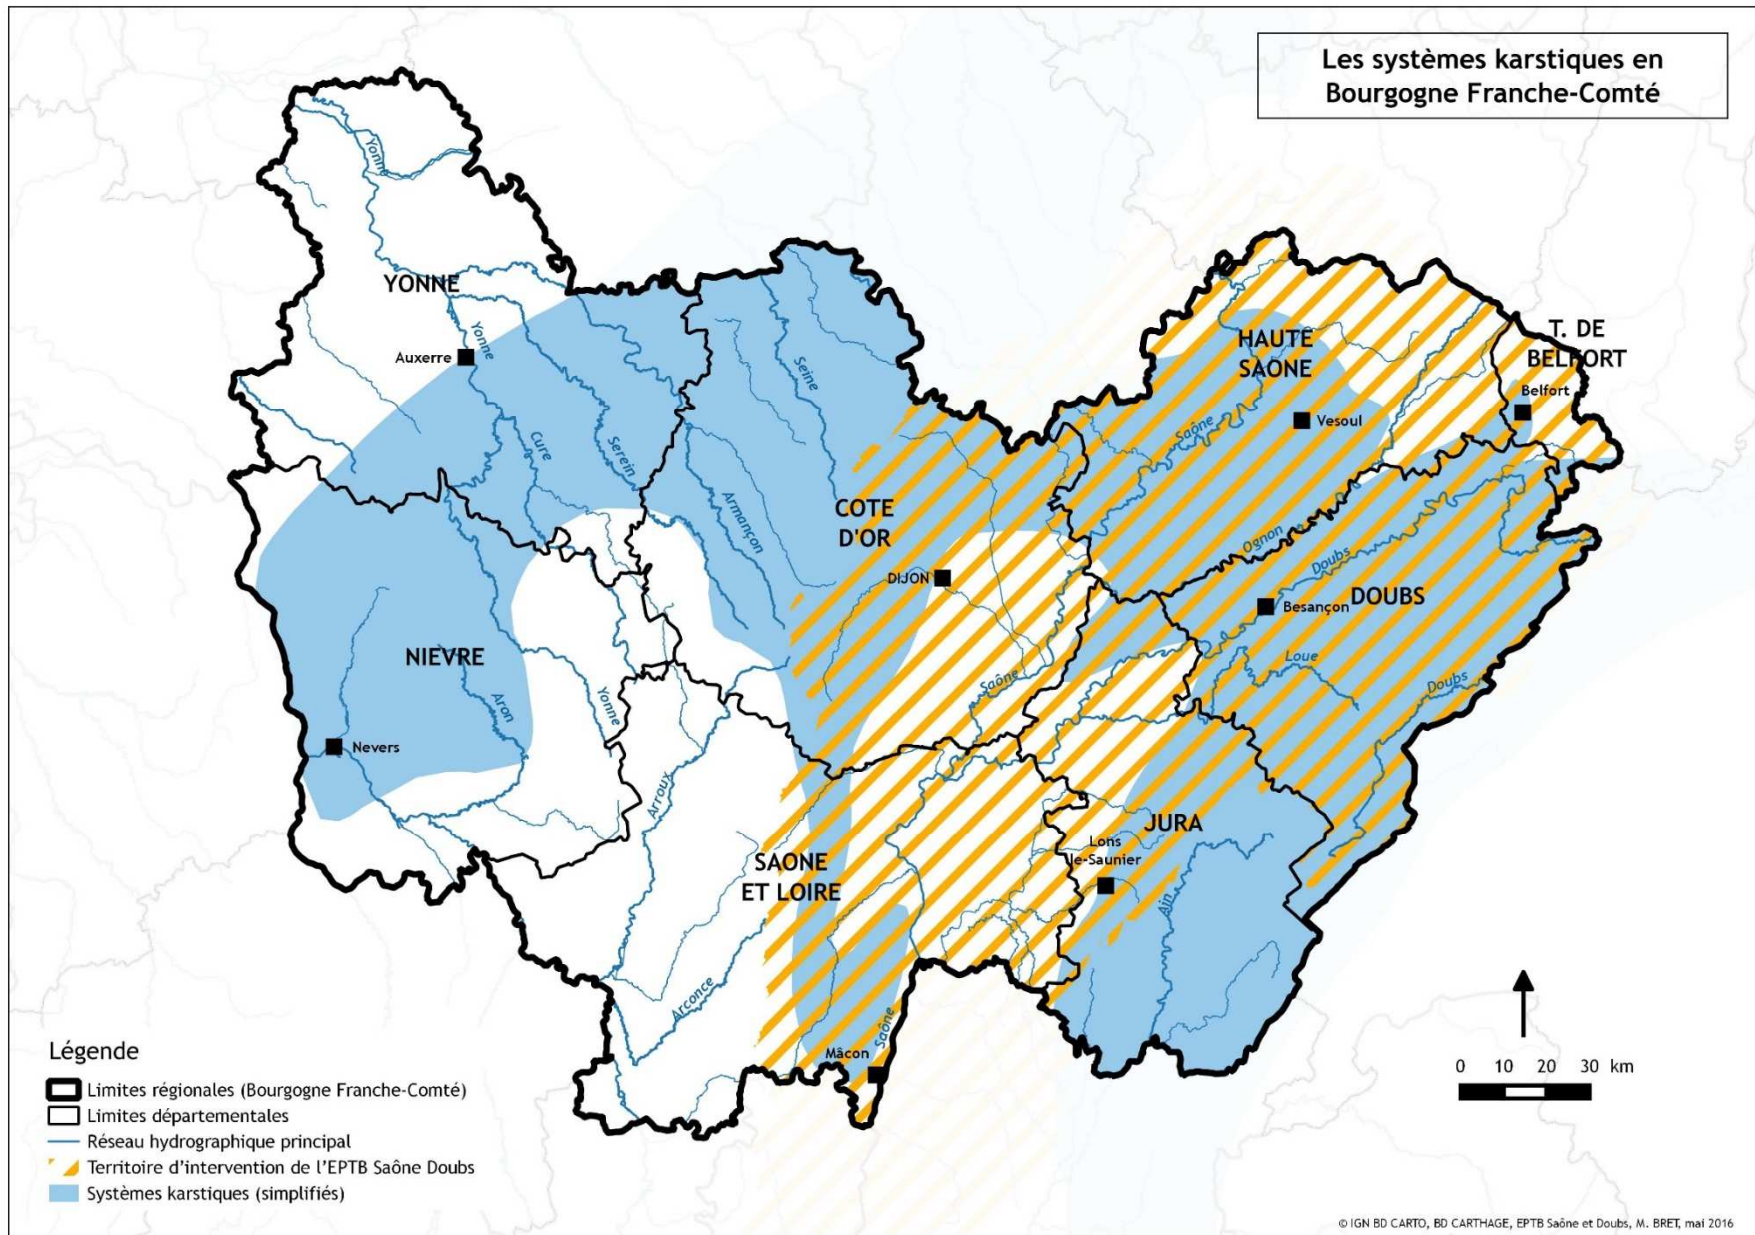 Les systèmes karstiques en
Bourgogne Franche-Comté
Yonne
YONNE
Auxerre
Yonne
Cure
Serein
Seine
Armançon
COTE
D'OR
DIJON
HAUTE
SAONE
T. DE
BELFORT
Belfort
Vesoul
Saône
Ognon
Doubs
DOUBS
Besançon
Loue
Doubs
NIEVRE
Aron
Yonne
Nevers
Saône
Arroux
SAONE
ET LOIRE
Arconce
Saône
Mâcon
JURA
Lons
le-Saunier
Ain
0 10 20 30 km
Légende
Limites régionales (Bourgogne Franche-Comté)
Limites départementales
Réseau hydrographique principal
Territoire d'intervention de l'EPTB Saône Doubs
Systèmes karstiques (simplifiés)
© IGN BD CARTO, BD CARTHAGE, EPTB Saône et Doubs, M. BRET, mai 2016